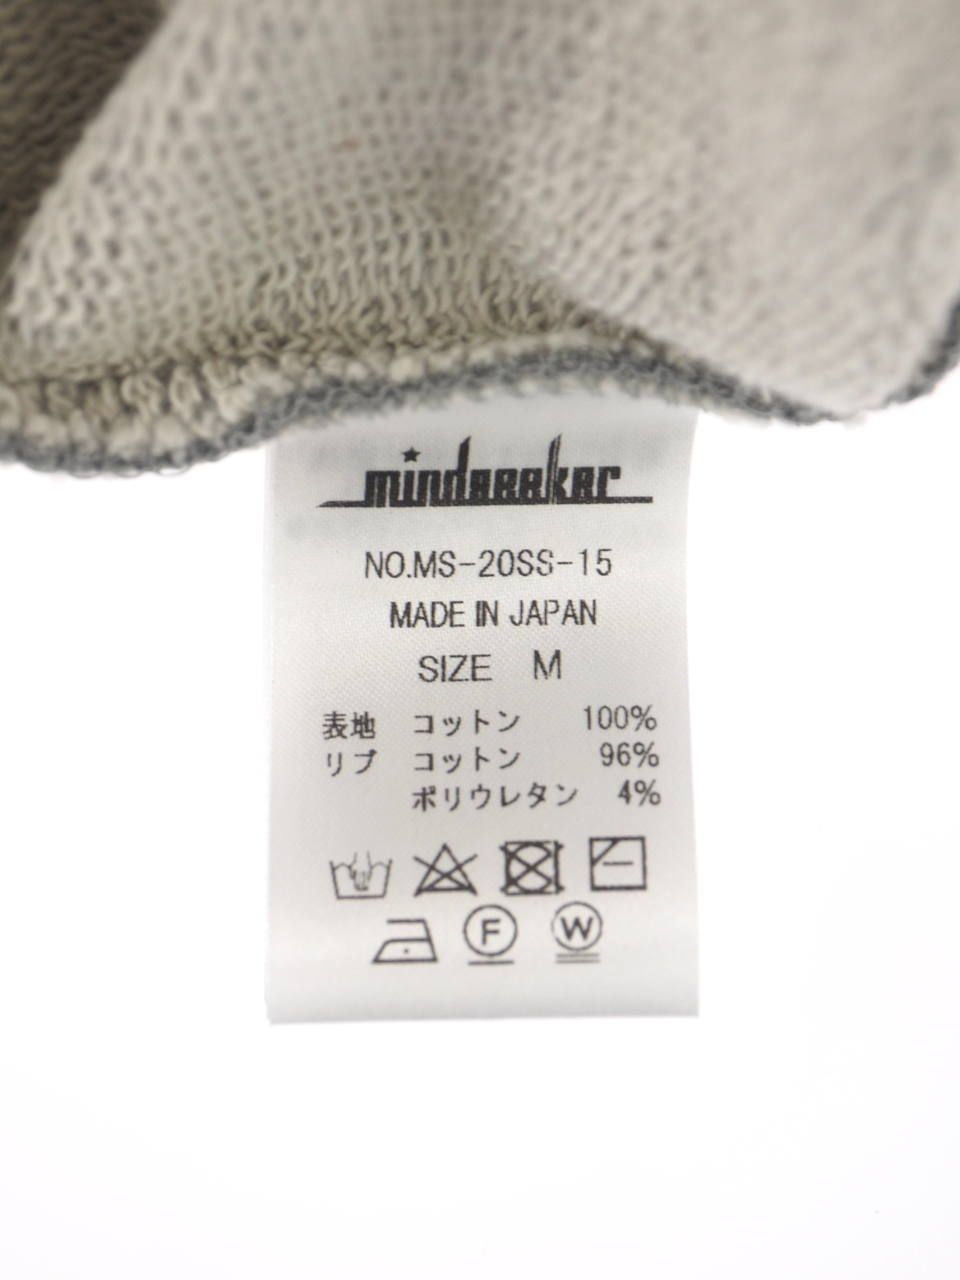 mindseeker
NO.MS-20SS-15
MADE IN JAPAN
SIZE M
表地 コットン 100%
リブ コットン 96%
ポリウレタン 4%
F W